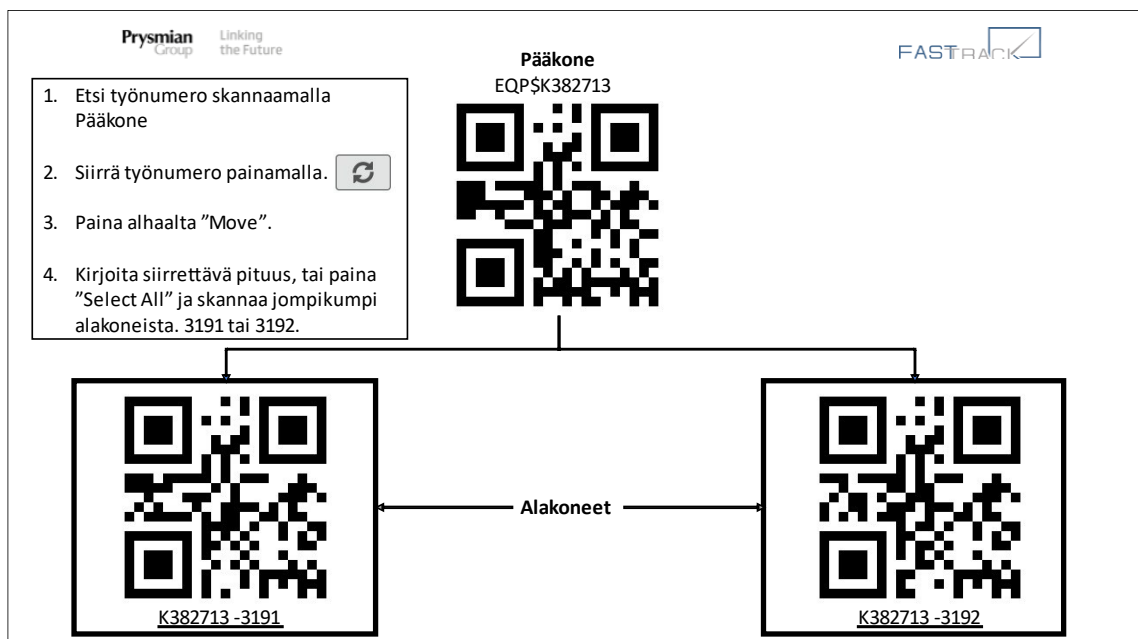 Prysmian
Group
Linking
the Future
FASTTRACK
Pääkone
EQP$K382713
1. Etsi työnumero skannaamalla
Pääkone
2. Siirrä työnumero painamalla.
3. Paina alhaalta ”Move”.
4. Kirjoita siirrettävä pituus, tai paina
”Select All” ja skannaa jompikumpi
alakoneista. 3191 tai 3192.
Alakoneet
K382713 -3191
K382713 -3192